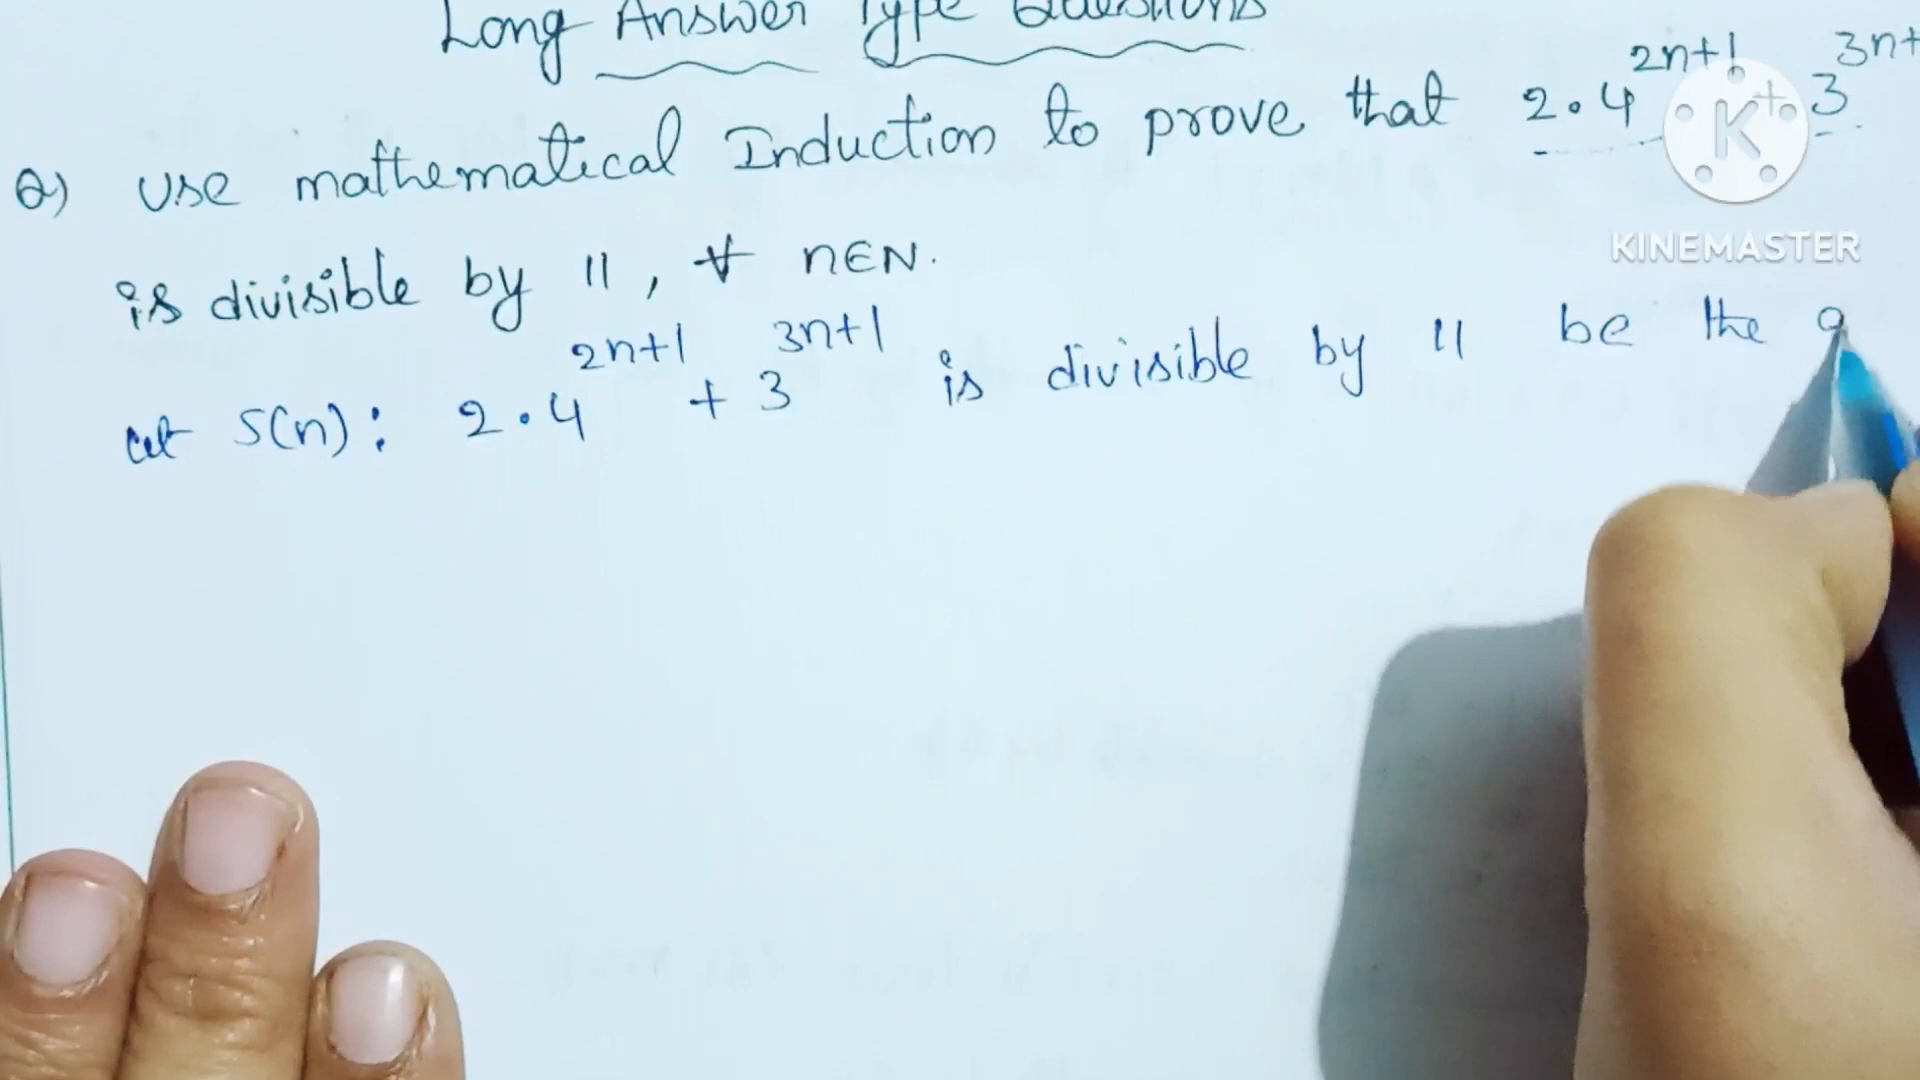 Long Answer Type Questions
Q) Use mathematical Induction to prove that 2.4^2n+1 + 3^3n+
is divisible by 11, ∀ n∈N.
Let S(n): 2.4^2n+1 + 3^3n+1 is divisible by 11 be the
K
KINEMASTER